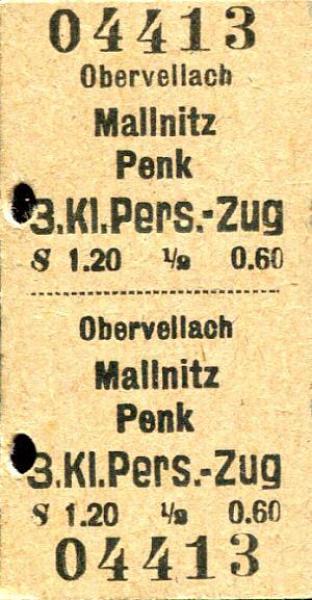 04413
Obervellach
Mallnitz
Penk
3.Kl.Pers.-Zug
S 1.20 ½ 0.60
Obervellach
Mallnitz
Penk
3.Kl.Pers.-Zug
S 1.20 ½ 0.60
04413